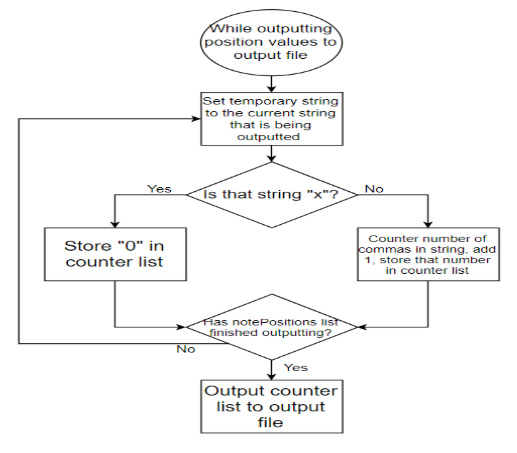 While outputting
position values to
output file
Set temporary string
to the current string
that is being
outputted
Is that string "x"?
Yes
No
Store "0" in
counter list
Counter number of
commas in string, add
1, store that number
in counter list
Has notePositions list
finished outputting?
No
Yes
Output counter
list to output
file